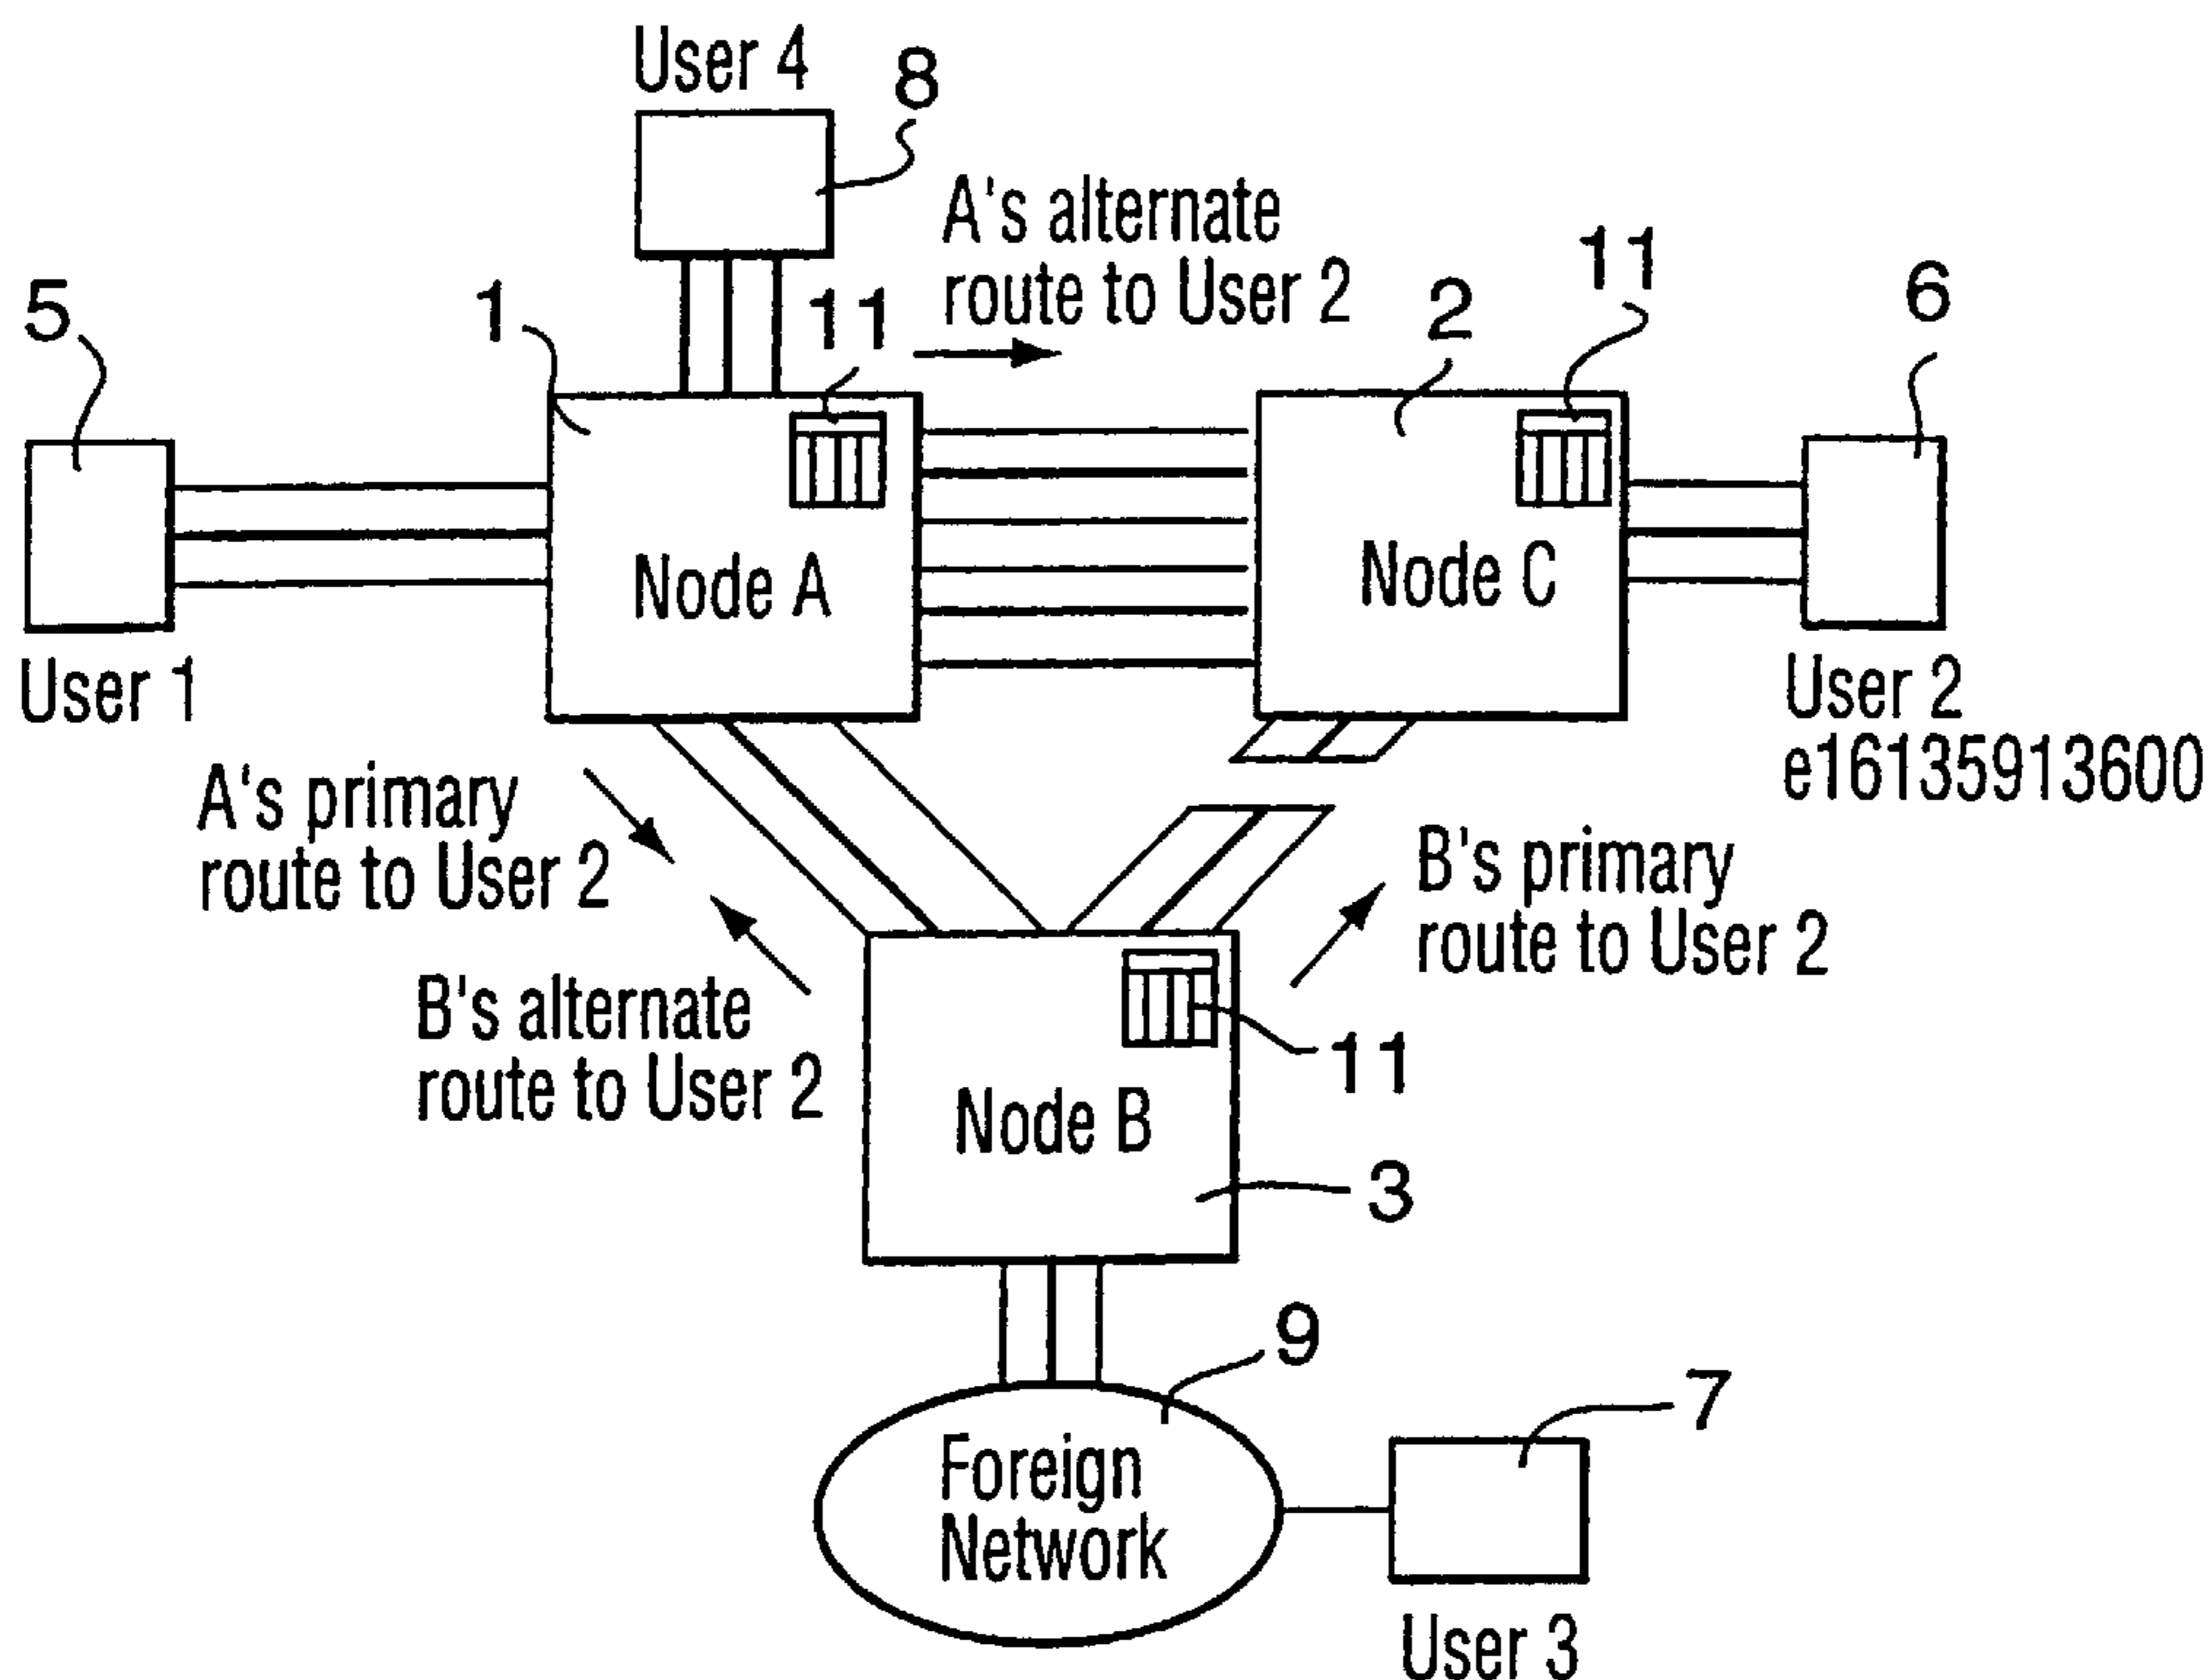 User 4
8
A's alternate
route to User 2
11
11
5
1
2
6
Node A
Node C
User 1
User 2
e16135913600
A's primary
route to User 2
B's primary
route to User 2
B's alternate
route to User 2
11
Node B
3
9
7
Foreign
Network
User 3